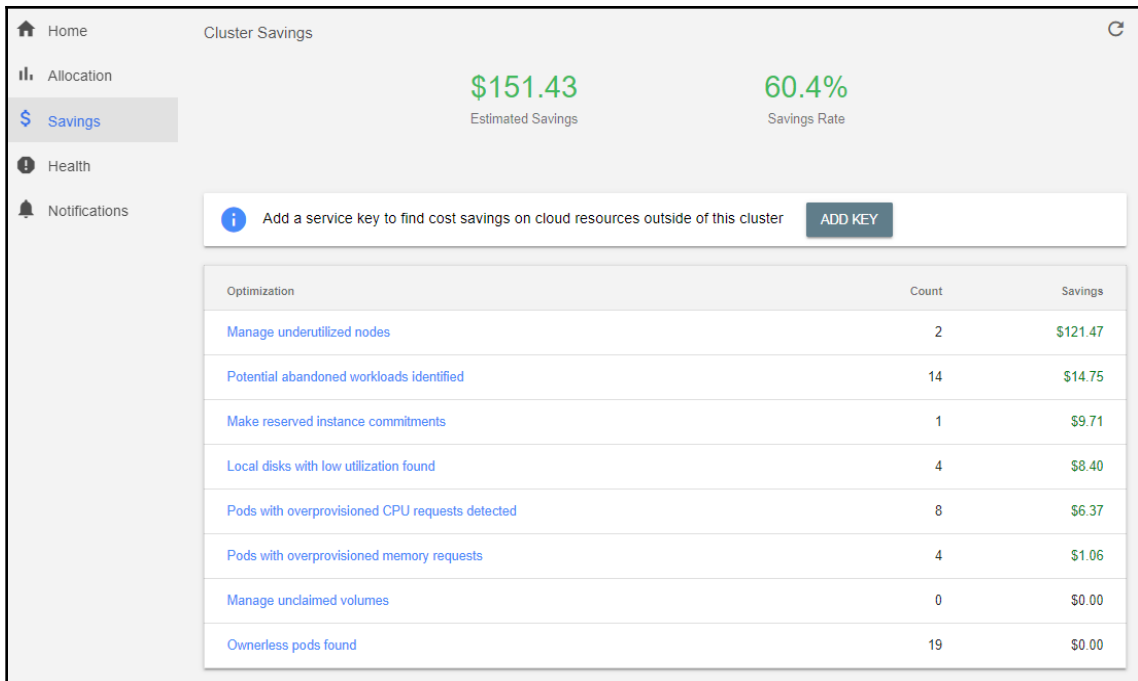 Home
Allocation
Savings
Health
Notifications
Cluster Savings
$151.43 60.4%
Estimated Savings Savings Rate
Add a service key to find cost savings on cloud resources outside of this cluster ADD KEY
Optimization Count Savings
Manage underutilized nodes 2 $121.47
Potential abandoned workloads identified 14 $14.75
Make reserved instance commitments 1 $9.71
Local disks with low utilization found 4 $8.40
Pods with overprovisioned CPU requests detected 8 $6.37
Pods with overprovisioned memory requests 4 $1.06
Manage unclaimed volumes 0 $0.00
Ownerless pods found 19 $0.00